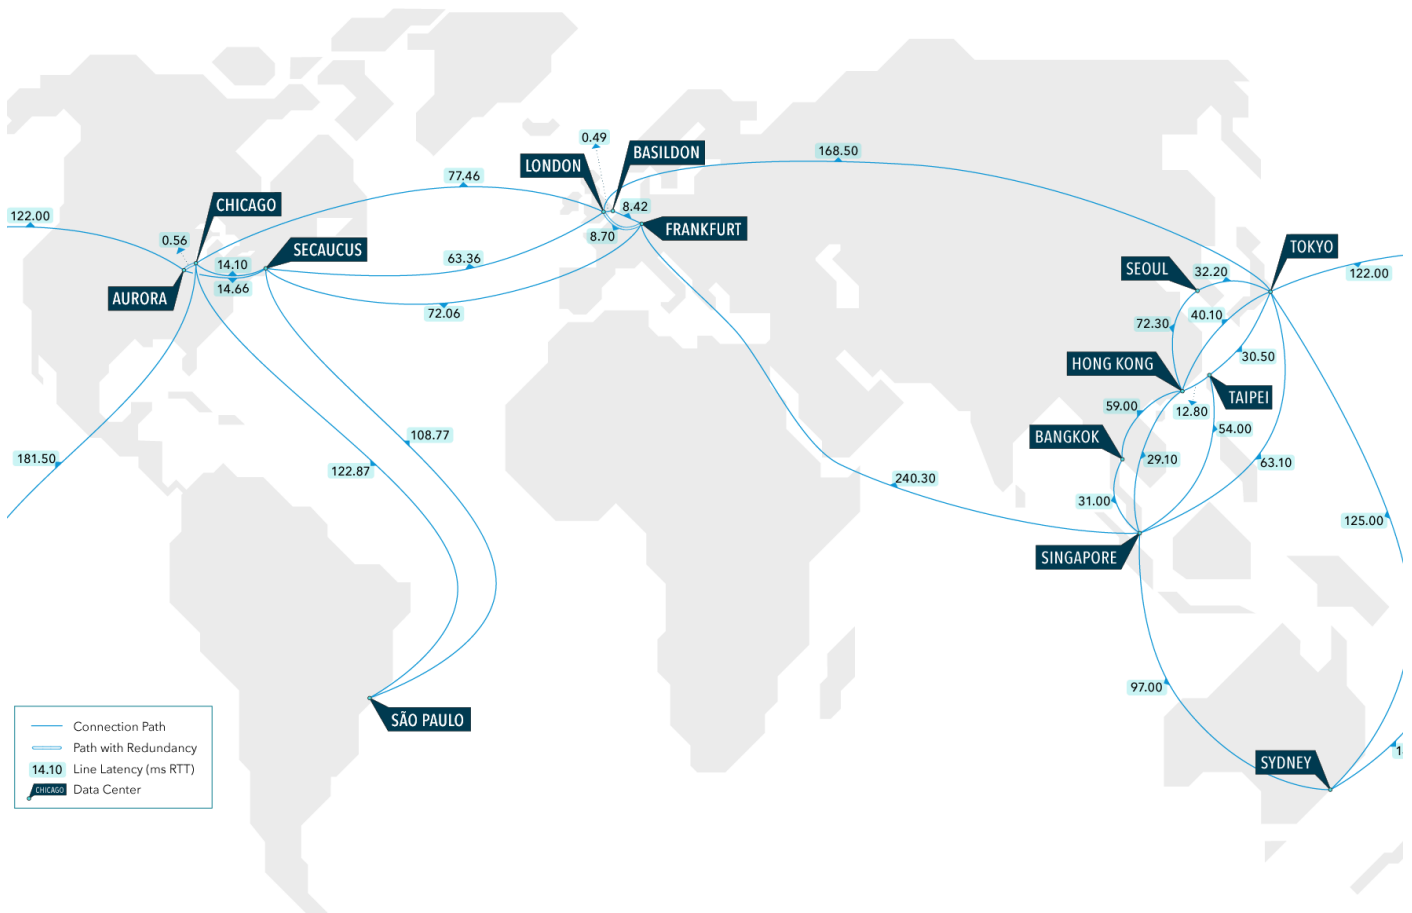 0.49
LONDON
BASILDON
168.50
77.46
CHICAGO
8.42
122.00
FRANKFURT
8.70
0.56
SECAUCUS
63.36
TOKYO
14.10
SEOUL
32.20
122.00
14.66
AURORA
72.06
40.10
72.30
30.50
HONG KONG
TAIPEI
59.00
12.80
BANGKOK
54.00
108.77
181.50
122.87
29.10
63.10
240.30
31.00
125.00
SINGAPORE
97.00
SÃO PAULO
SYDNEY
Connection Path
Path with Redundancy
14.10 Line Latency (ms RTT)
CHICAGO Data Center